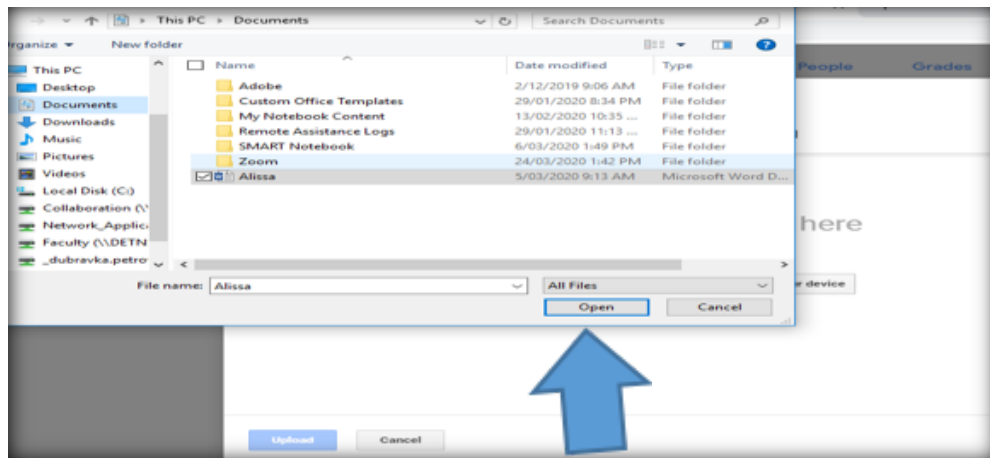 This PC > Documents
Search Documents
Organize
New folder
Name
Date modified
Type
This PC
Desktop
Documents
Downloads
Music
Pictures
Videos
Local Disk (C:)
Collaboration (\'
Network_Applic
Faculty (\\DETN
_dubravka.petro
Adobe 2/12/2019 9:06 AM File folder
Custom Office Templates 29/01/2020 8:34 PM File folder
My Notebook Content 13/02/2020 10:35 ... File folder
Remote Assistance Logs 29/01/2020 11:13 ... File folder
SMART Notebook 6/03/2020 1:49 PM File folder
Zoom 24/03/2020 1:42 PM File folder
Alissa 5/03/2020 9:13 AM Microsoft Word D...
File name: Alissa
All Files
Open
Cancel
People
Grades
here
device
Upload
Cancel